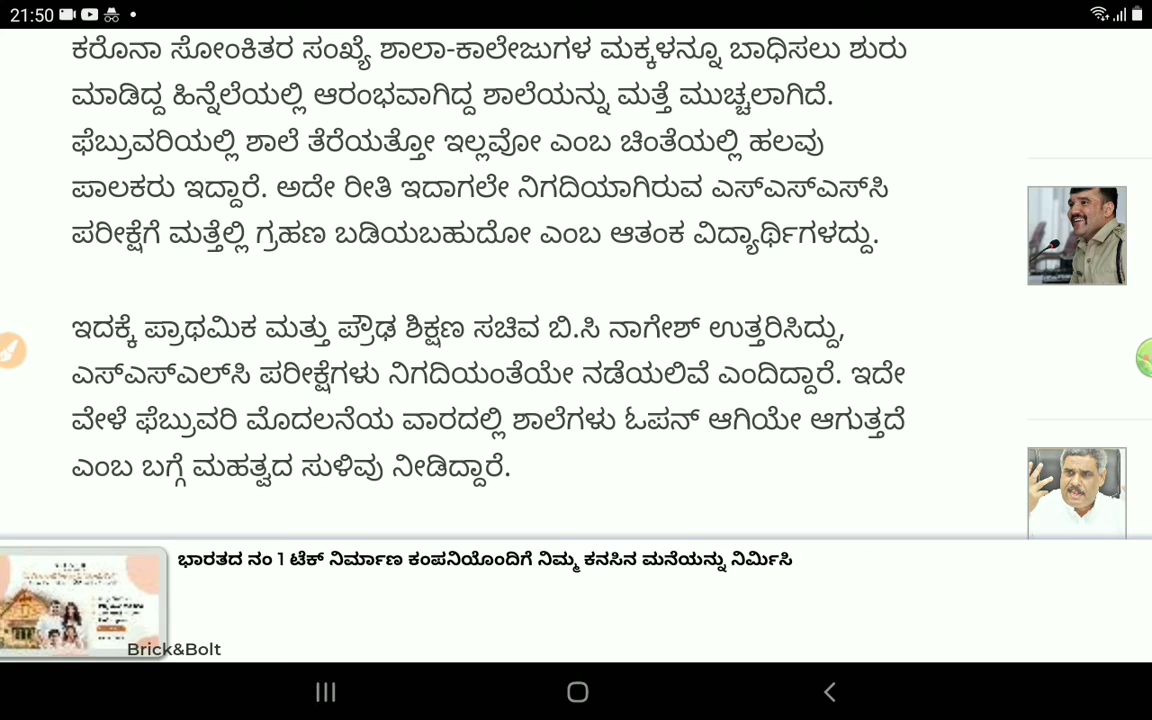 21:50
ಕರೊನಾ ಸೋಂಕಿತರ ಸಂಖ್ಯೆ ಶಾಲಾ-ಕಾಲೇಜುಗಳ ಮಕ್ಕಳನ್ನೂ ಬಾಧಿಸಲು ಶುರು
ಮಾಡಿದ್ದ ಹಿನ್ನೆಲೆಯಲ್ಲಿ ಆರಂಭವಾಗಿದ್ದ ಶಾಲೆಯನ್ನು ಮತ್ತೆ ಮುಚ್ಚಲಾಗಿದೆ.
ಫೆಬ್ರುವರಿಯಲ್ಲಿ ಶಾಲೆ ತೆರೆಯತ್ತೋ ಇಲ್ಲವೋ ಎಂಬ ಚಿಂತೆಯಲ್ಲಿ ಹಲವು
ಪಾಲಕರು ಇದ್ದಾರೆ. ಅದೇ ರೀತಿ ಇದಾಗಲೇ ನಿಗದಿಯಾಗಿರುವ ಎಸ್‌ಎಸ್‌ಎಸ್‌ಸಿ
ಪರೀಕ್ಷೆಗೆ ಮತ್ತೆಲ್ಲಿ ಗ್ರಹಣ ಬಡಿಯಬಹುದೋ ಎಂಬ ಆತಂಕ ವಿದ್ಯಾರ್ಥಿಗಳದ್ದು.
ಇದಕ್ಕೆ ಪ್ರಾಥಮಿಕ ಮತ್ತು ಪ್ರೌಢ ಶಿಕ್ಷಣ ಸಚಿವ ಬಿ.ಸಿ ನಾಗೇಶ್ ಉತ್ತರಿಸಿದ್ದು,
ಎಸ್‌ಎಸ್‌ಎಲ್‌ಸಿ ಪರೀಕ್ಷೆಗಳು ನಿಗದಿಯಂತೆಯೇ ನಡೆಯಲಿವೆ ಎಂದಿದ್ದಾರೆ. ಇದೇ
ವೇಳೆ ಫೆಬ್ರುವರಿ ಮೊದಲನೆಯ ವಾರದಲ್ಲಿ ಶಾಲೆಗಳು ಓಪನ್ ಆಗಿಯೇ ಆಗುತ್ತದೆ
ಎಂಬ ಬಗ್ಗೆ ಮಹತ್ವದ ಸುಳಿವು ನೀಡಿದ್ದಾರೆ.
ಭಾರತದ ನಂ 1 ಟೆಕ್ ನಿರ್ಮಾಣ ಕಂಪನಿಯೊಂದಿಗೆ ನಿಮ್ಮ ಕನಸಿನ ಮನೆಯನ್ನು ನಿರ್ಮಿಸಿ
Brick&Bolt